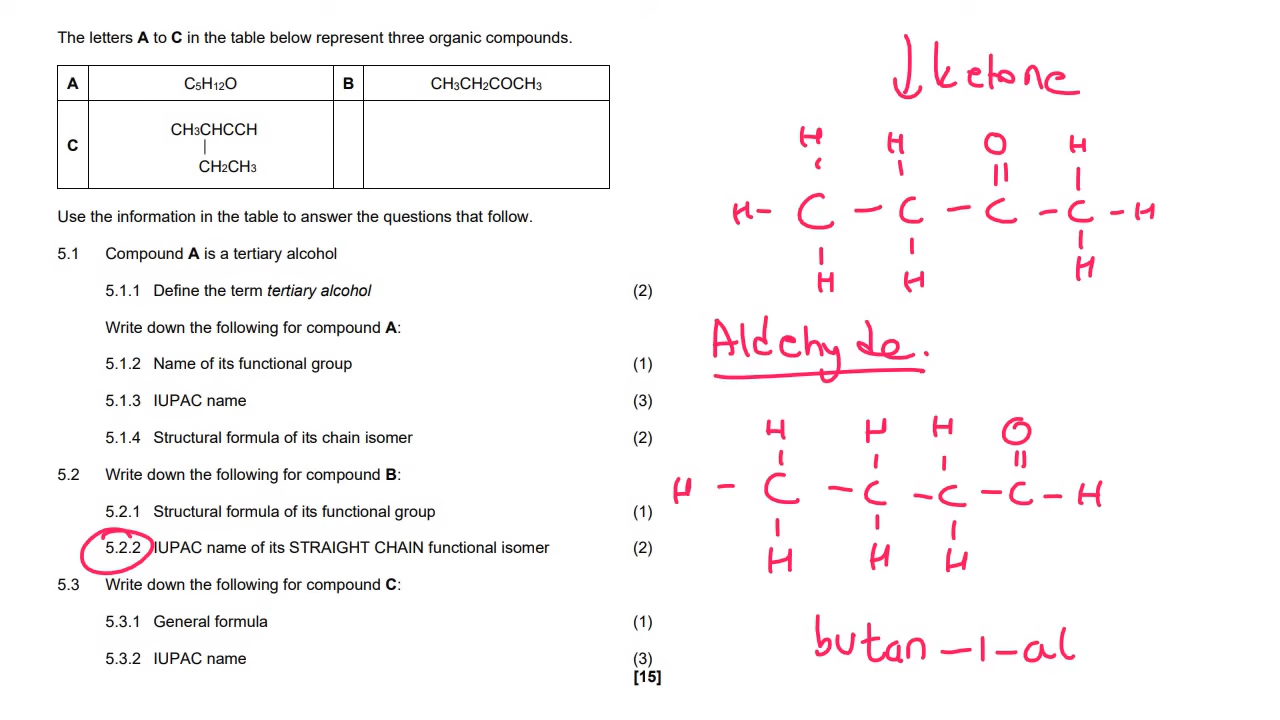 The letters A to C in the table below represent three organic compounds.
A C5H12O B CH3CH2COCH3
C CH3CHCCH
|
CH2CH3
Use the information in the table to answer the questions that follow.
5.1 Compound A is a tertiary alcohol
5.1.1 Define the term tertiary alcohol (2)
Write down the following for compound A:
5.1.2 Name of its functional group (1)
5.1.3 IUPAC name (3)
5.1.4 Structural formula of its chain isomer (2)
5.2 Write down the following for compound B:
5.2.1 Structural formula of its functional group (1)
5.2.2 IUPAC name of its STRAIGHT CHAIN functional isomer (2)
5.3 Write down the following for compound C:
5.3.1 General formula (1)
5.3.2 IUPAC name (3)
[15]
↓ ketone
H H O H
H - C - C - C - C - H
H H H
Aldehyde.
H H H O
H - C - C - C - C - H
H H H
butan-1-al